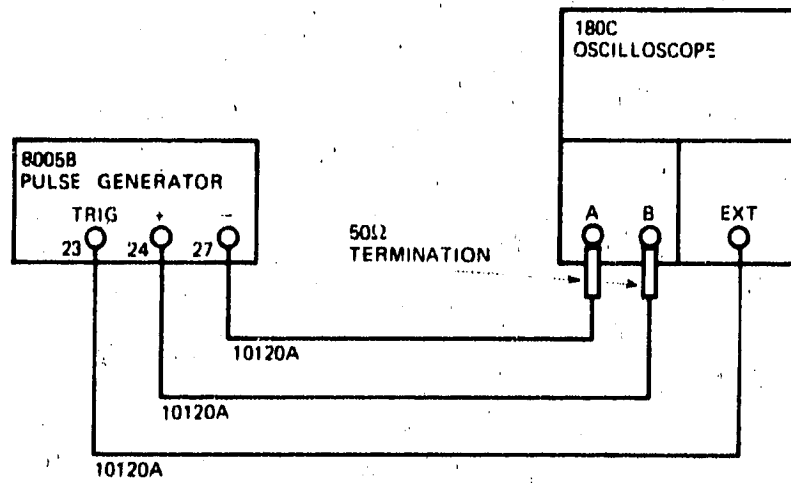 180C
OSCILLOSCOPE
8005B
PULSE GENERATOR
TRIG + -
23 24 27
A B EXT
50Ω
TERMINATION
10120A
10120A
10120A